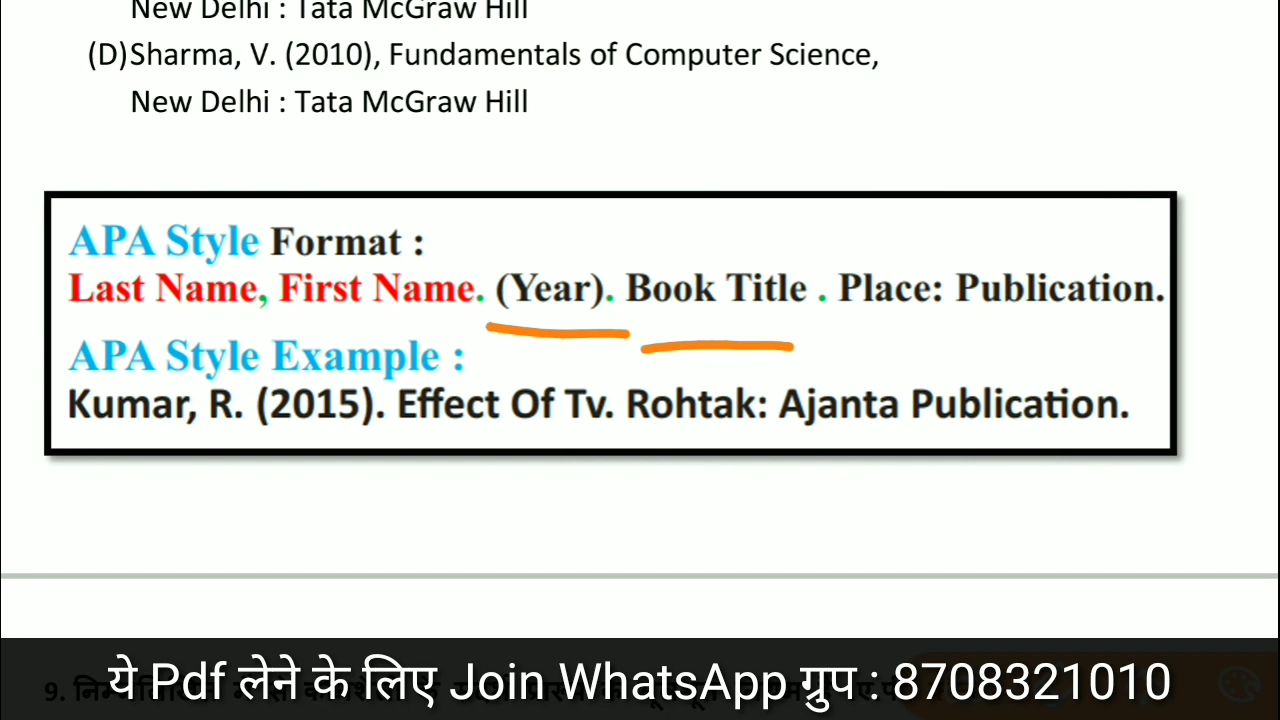 New Delhi : Tata McGraw Hill
(D) Sharma, V. (2010), Fundamentals of Computer Science,
New Delhi : Tata McGraw Hill
APA Style Format :
Last Name, First Name. (Year). Book Title . Place: Publication.
APA Style Example :
Kumar, R. (2015). Effect Of Tv. Rohtak: Ajanta Publication.
ये Pdf लेने के लिए Join WhatsApp ग्रुप : 8708321010
9.